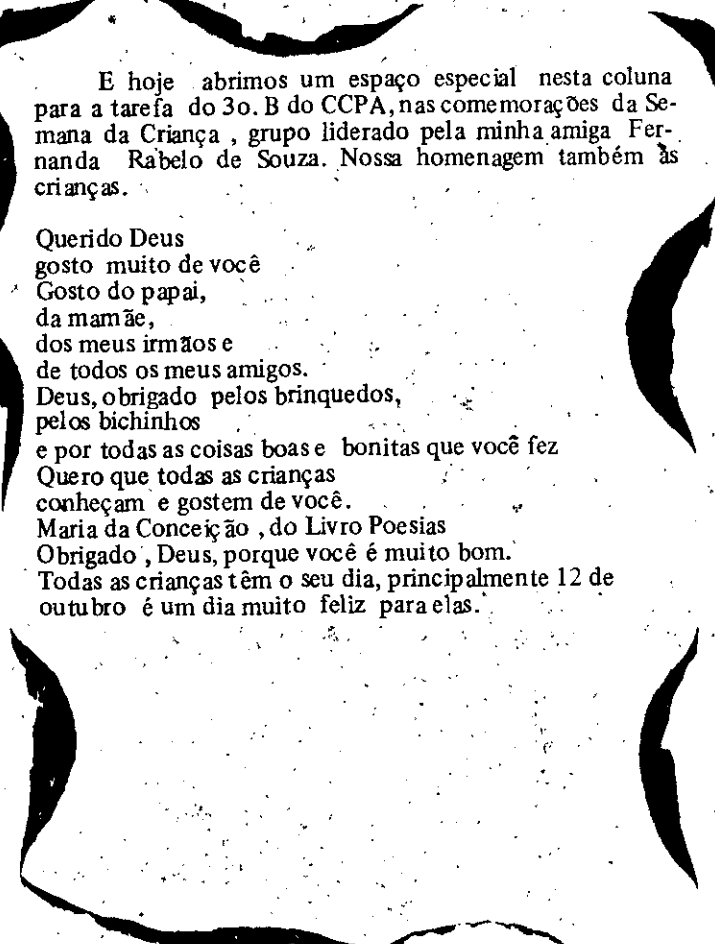 E hoje abrimos um espaço especial nesta coluna
para a tarefa do 3o. B do CCPA, nas comemorações da Se-
mana da Criança , grupo liderado pela minha amiga Fer-
nanda Rabelo de Souza. Nossa homenagem também às
crianças.
Querido Deus
gosto muito de você
Gosto do papai,
da mamãe,
dos meus irmãos e
de todos os meus amigos.
Deus, obrigado pelos brinquedos,
pelos bichinhos
e por todas as coisas boas e bonitas que você fez
Quero que todas as crianças
conheçam e gostem de você.
Maria da Conceição , do Livro Poesias
Obrigado , Deus, porque você é muito bom.
Todas as crianças têm o seu dia, principalmente 12 de
outubro é um dia muito feliz para elas.